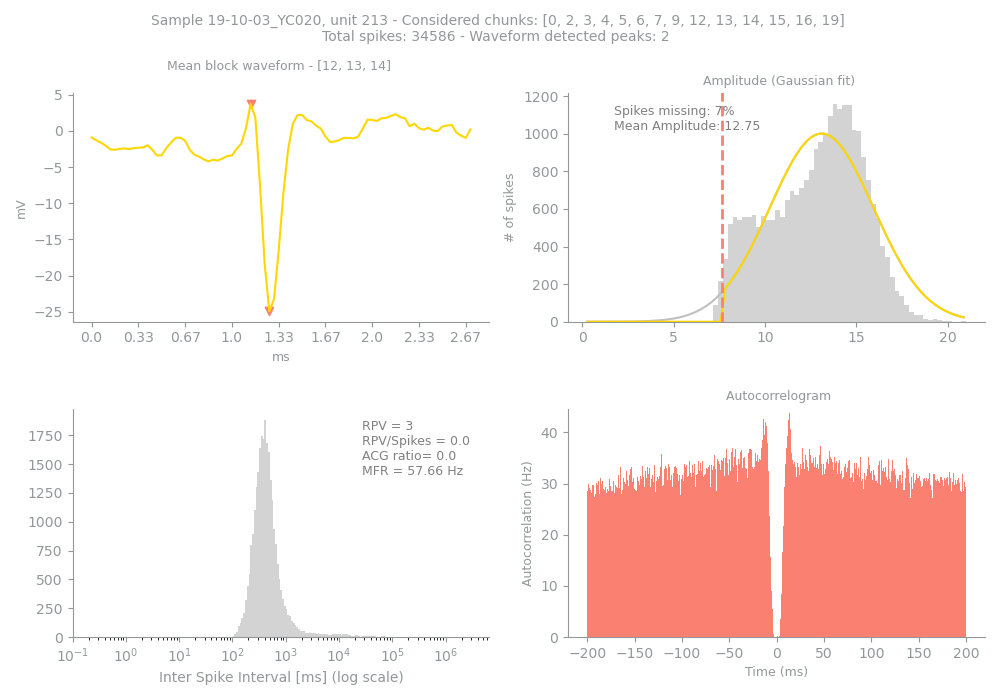 Sample 19-10-03_YC020, unit 213 - Considered chunks: [0, 2, 3, 4, 5, 6, 7, 9, 12, 13, 14, 15, 16, 19]
Total spikes: 34586 - Waveform detected peaks: 2
Mean block waveform - [12, 13, 14]
5
0
−5
−10
−15
−20
−25
mV
0.0 0.33 0.67 1.0 1.33 1.67 2.0 2.33 2.67
ms
Amplitude (Gaussian fit)
Spikes missing: 7%
Mean Amplitude: 12.75
1200
1000
800
600
400
200
0
# of spikes
0 5 10 15 20
RPV = 3
RPV/Spikes = 0.0
ACG ratio= 0.0
MFR = 57.66 Hz
1750
1500
1250
1000
750
500
250
0
10⁻¹ 10⁰ 10¹ 10² 10³ 10⁴ 10⁵ 10⁶
Inter Spike Interval [ms] (log scale)
Autocorrelogram
40
30
20
10
0
Autocorrelation (Hz)
−200 −150 −100 −50 0 50 100 150 200
Time (ms)